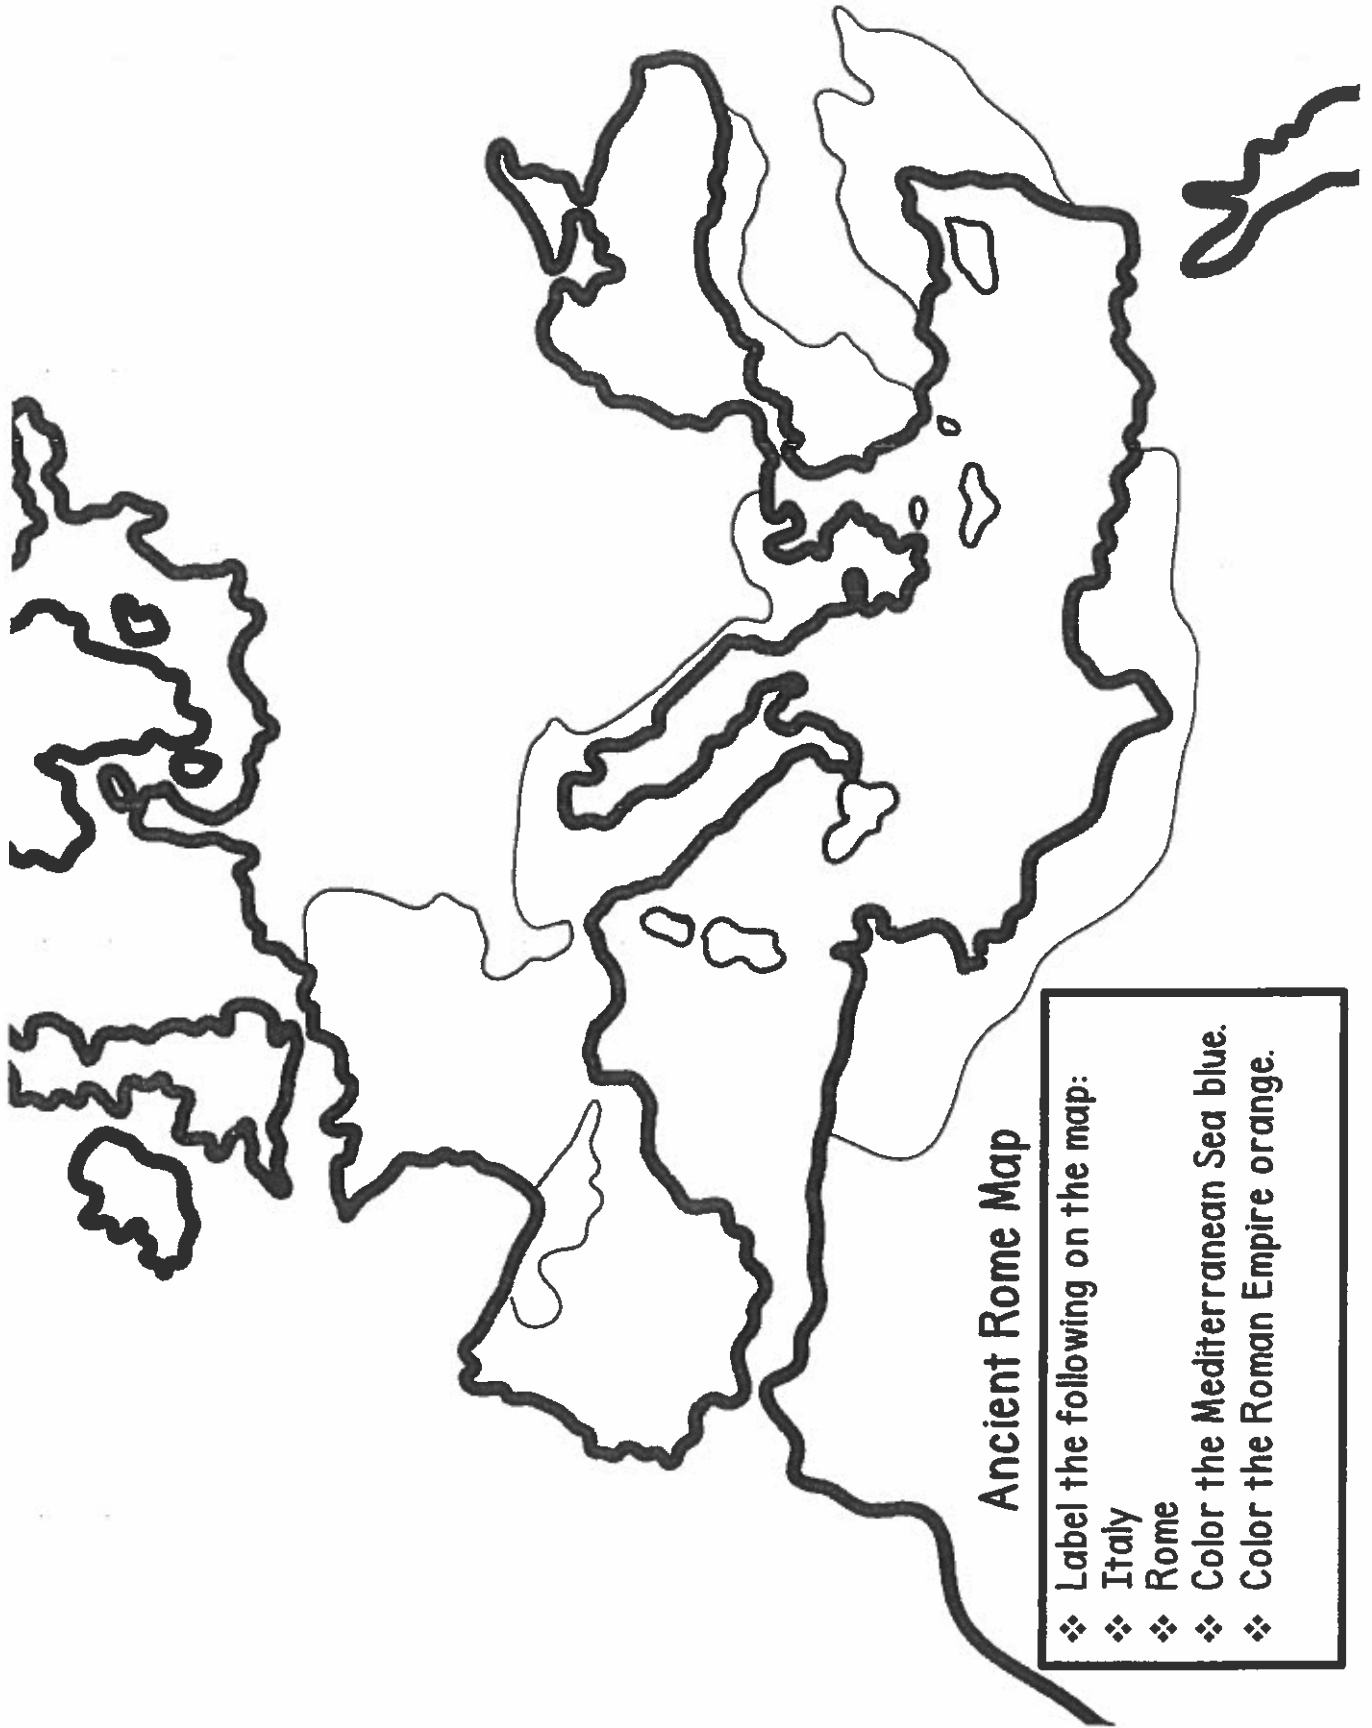 Ancient Rome Map
❖ Label the following on the map:
❖ Italy
❖ Rome
❖ Color the Mediterranean Sea blue.
❖ Color the Roman Empire orange.